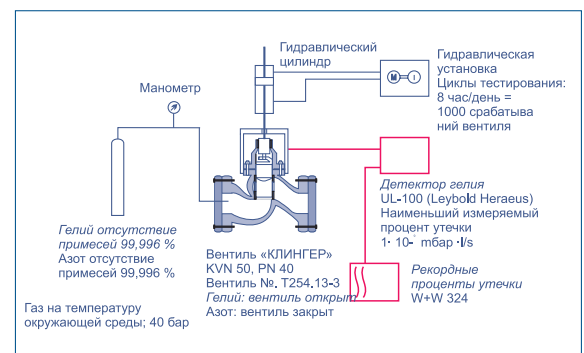 Гидравлический
цилиндр
Гидравлическая
установка
Циклы тестирования:
8 час/день =
1000 срабатыва
ний вентиля
M
I
Манометр
Детектор гелия
UL-100 (Leybold Heraeus)
Наименьший измеряемый
процент утечки
1· 10-˚ мбар ·l/s
Гелий отсутствие
примесей 99,996 %
Азот отсутствие
примесей 99,996 %
Вентиль «КЛИНГЕР»
KVN 50, PN 40
Вентиль №. T254.13-3
Гелий: вентиль открыт
Азот: вентиль закрыт
Рекордные
проценты утечки
W+W 324
Газ на температуру
окружающей среды; 40 бар